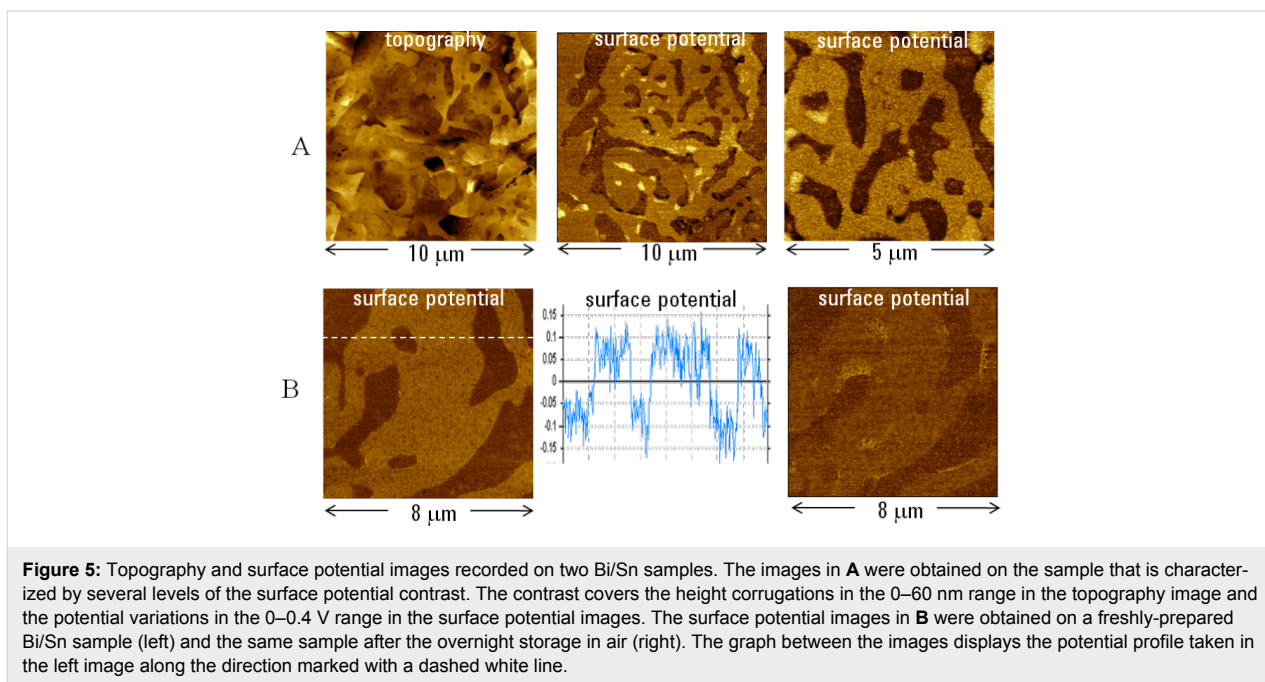 topography
surface potential
surface potential
A
10 μm
10 μm
5 μm
surface potential
surface potential
surface potential
0.15
0.1
0.05
0
-0.05
-0.1
-0.15
B
8 μm
8 μm
Figure 5: Topography and surface potential images recorded on two Bi/Sn samples. The images in A were obtained on the sample that is character-
ized by several levels of the surface potential contrast. The contrast covers the height corrugations in the 0–60 nm range in the topography image and
the potential variations in the 0–0.4 V range in the surface potential images. The surface potential images in B were obtained on a freshly-prepared
Bi/Sn sample (left) and the same sample after the overnight storage in air (right). The graph between the images displays the potential profile taken in
the left image along the direction marked with a dashed white line.